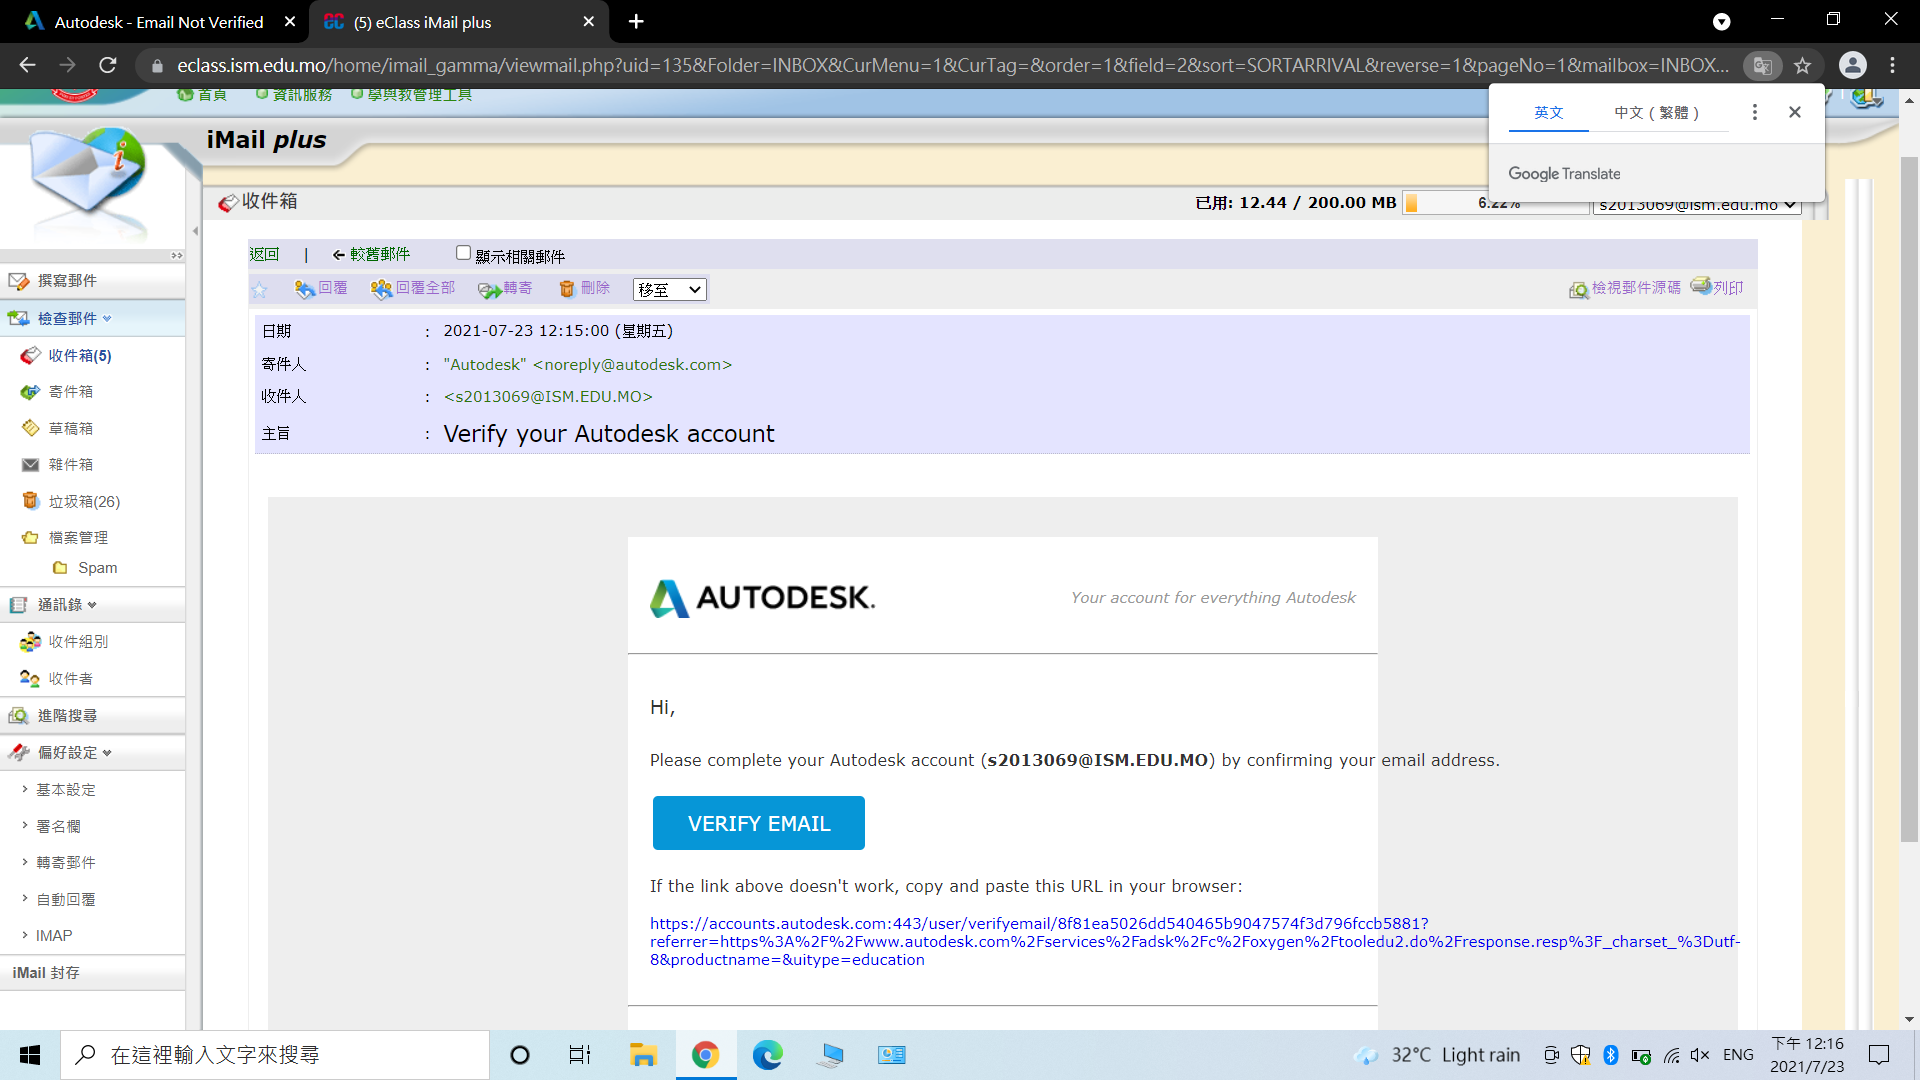 Autodesk - Email Not Verified
(5) eClass iMail plus
eclass.ism.edu.mo/home/imail_gamma/viewmail.php?uid=135&Folder=INBOX&CurMenu=1&CurTag=&order=1&field=2&sort=SORTARRIVAL&reverse=1&pageNo=1&mailbox=INBOX...
首頁 資訊服務 學與教管理工具
英文 中文（繁體）
Google Translate
iMail plus
收件箱
已用: 12.44 / 200.00 MB 6.22% s2013069@ism.edu.mo
返回 | 較舊郵件 顯示相關郵件
回覆 回覆全部 轉寄 刪除 移至 檢視郵件源碼 列印
撰寫郵件
檢查郵件
收件箱(5)
寄件箱
草稿箱
雜件箱
垃圾箱(26)
檔案管理
Spam
通訊錄
收件組別
收件者
進階搜尋
偏好設定
基本設定
署名欄
轉寄郵件
自動回覆
IMAP
iMail 封存
日期 : 2021-07-23 12:15:00 (星期五)
寄件人 : "Autodesk" <noreply@autodesk.com>
收件人 : <s2013069@ISM.EDU.MO>
主旨 : Verify your Autodesk account
AUTODESK.
Your account for everything Autodesk
Hi,
Please complete your Autodesk account (s2013069@ISM.EDU.MO) by confirming your email address.
VERIFY EMAIL
If the link above doesn't work, copy and paste this URL in your browser:
https://accounts.autodesk.com:443/user/verifyemail/8f81ea5026dd540465b9047574f3d796fccb5881?
referrer=https%3A%2F%2Fwww.autodesk.com%2Fservices%2Fadsk%2Fc%2Foxygen%2Ftooledu2.do%2Fresponse.resp%3F_charset_%3Dutf-
8&productname=&uitype=education
在這裡輸入文字來搜尋
32°C Light rain
ENG
下午 12:16
2021/7/23